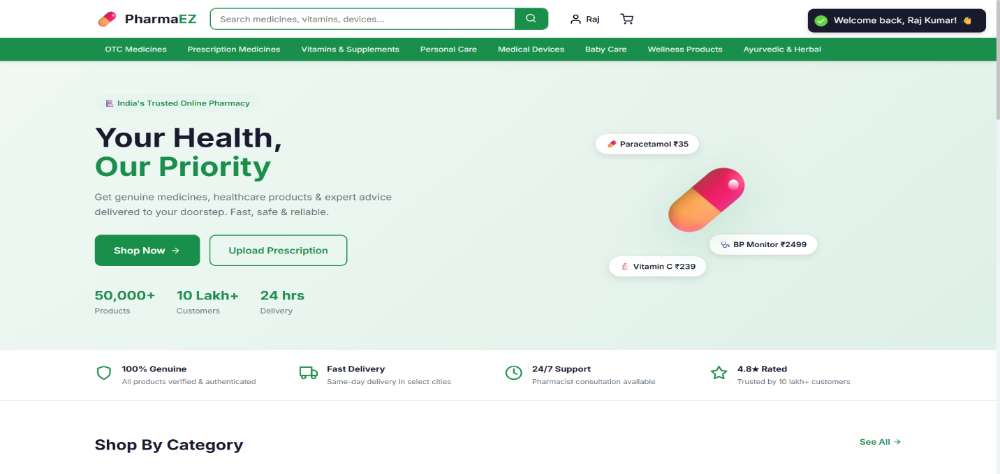 PharmaEZ
Search medicines, vitamins, devices...
Raj
Welcome back, Raj Kumar!
OTC Medicines
Prescription Medicines
Vitamins & Supplements
Personal Care
Medical Devices
Baby Care
Wellness Products
Ayurvedic & Herbal
India's Trusted Online Pharmacy
Your Health,
Our Priority
Get genuine medicines, healthcare products & expert advice
delivered to your doorstep. Fast, safe & reliable.
Shop Now →
Upload Prescription
50,000+
Products
10 Lakh+
Customers
24 hrs
Delivery
Paracetamol ₹35
BP Monitor ₹2499
Vitamin C ₹239
100% Genuine
All products verified & authenticated
Fast Delivery
Same-day delivery in select cities
24/7 Support
Pharmacist consultation available
4.8★ Rated
Trusted by 10 lakh+ customers
Shop By Category
See All →